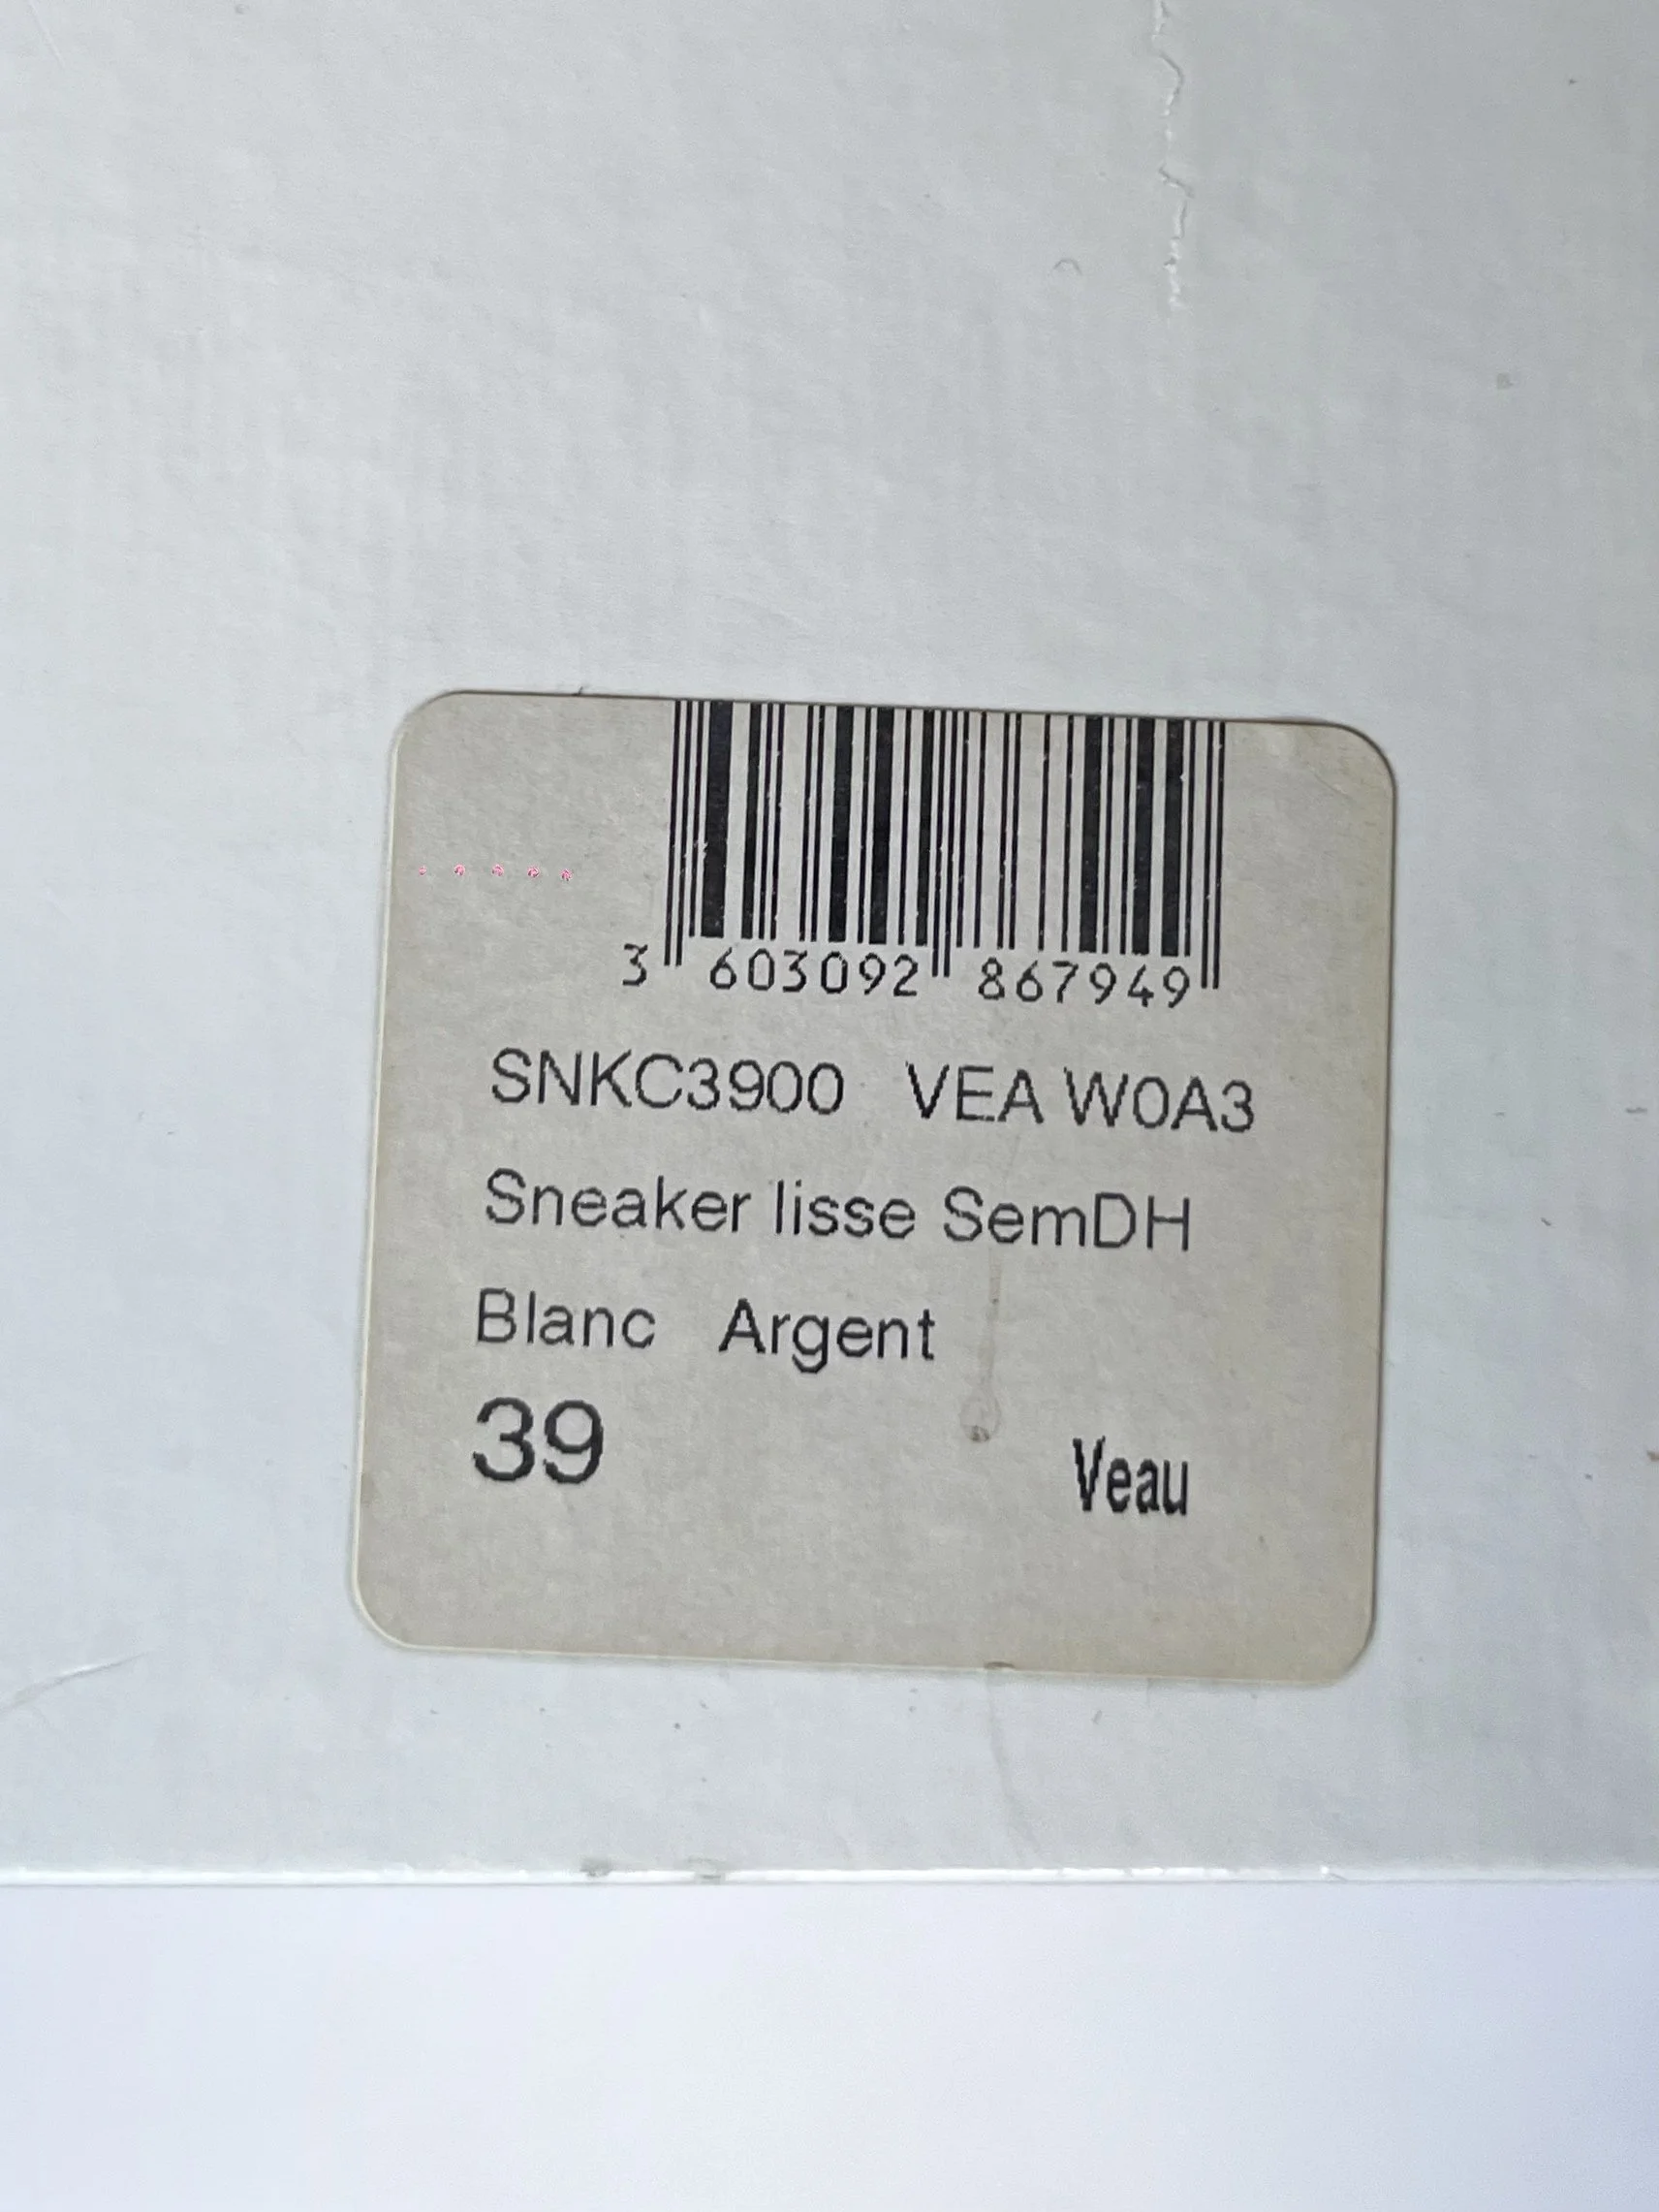 3 603092 867949
SNKC3900 VEA W0A3
Sneaker lisse SemDH
Blanc Argent
39
Veau